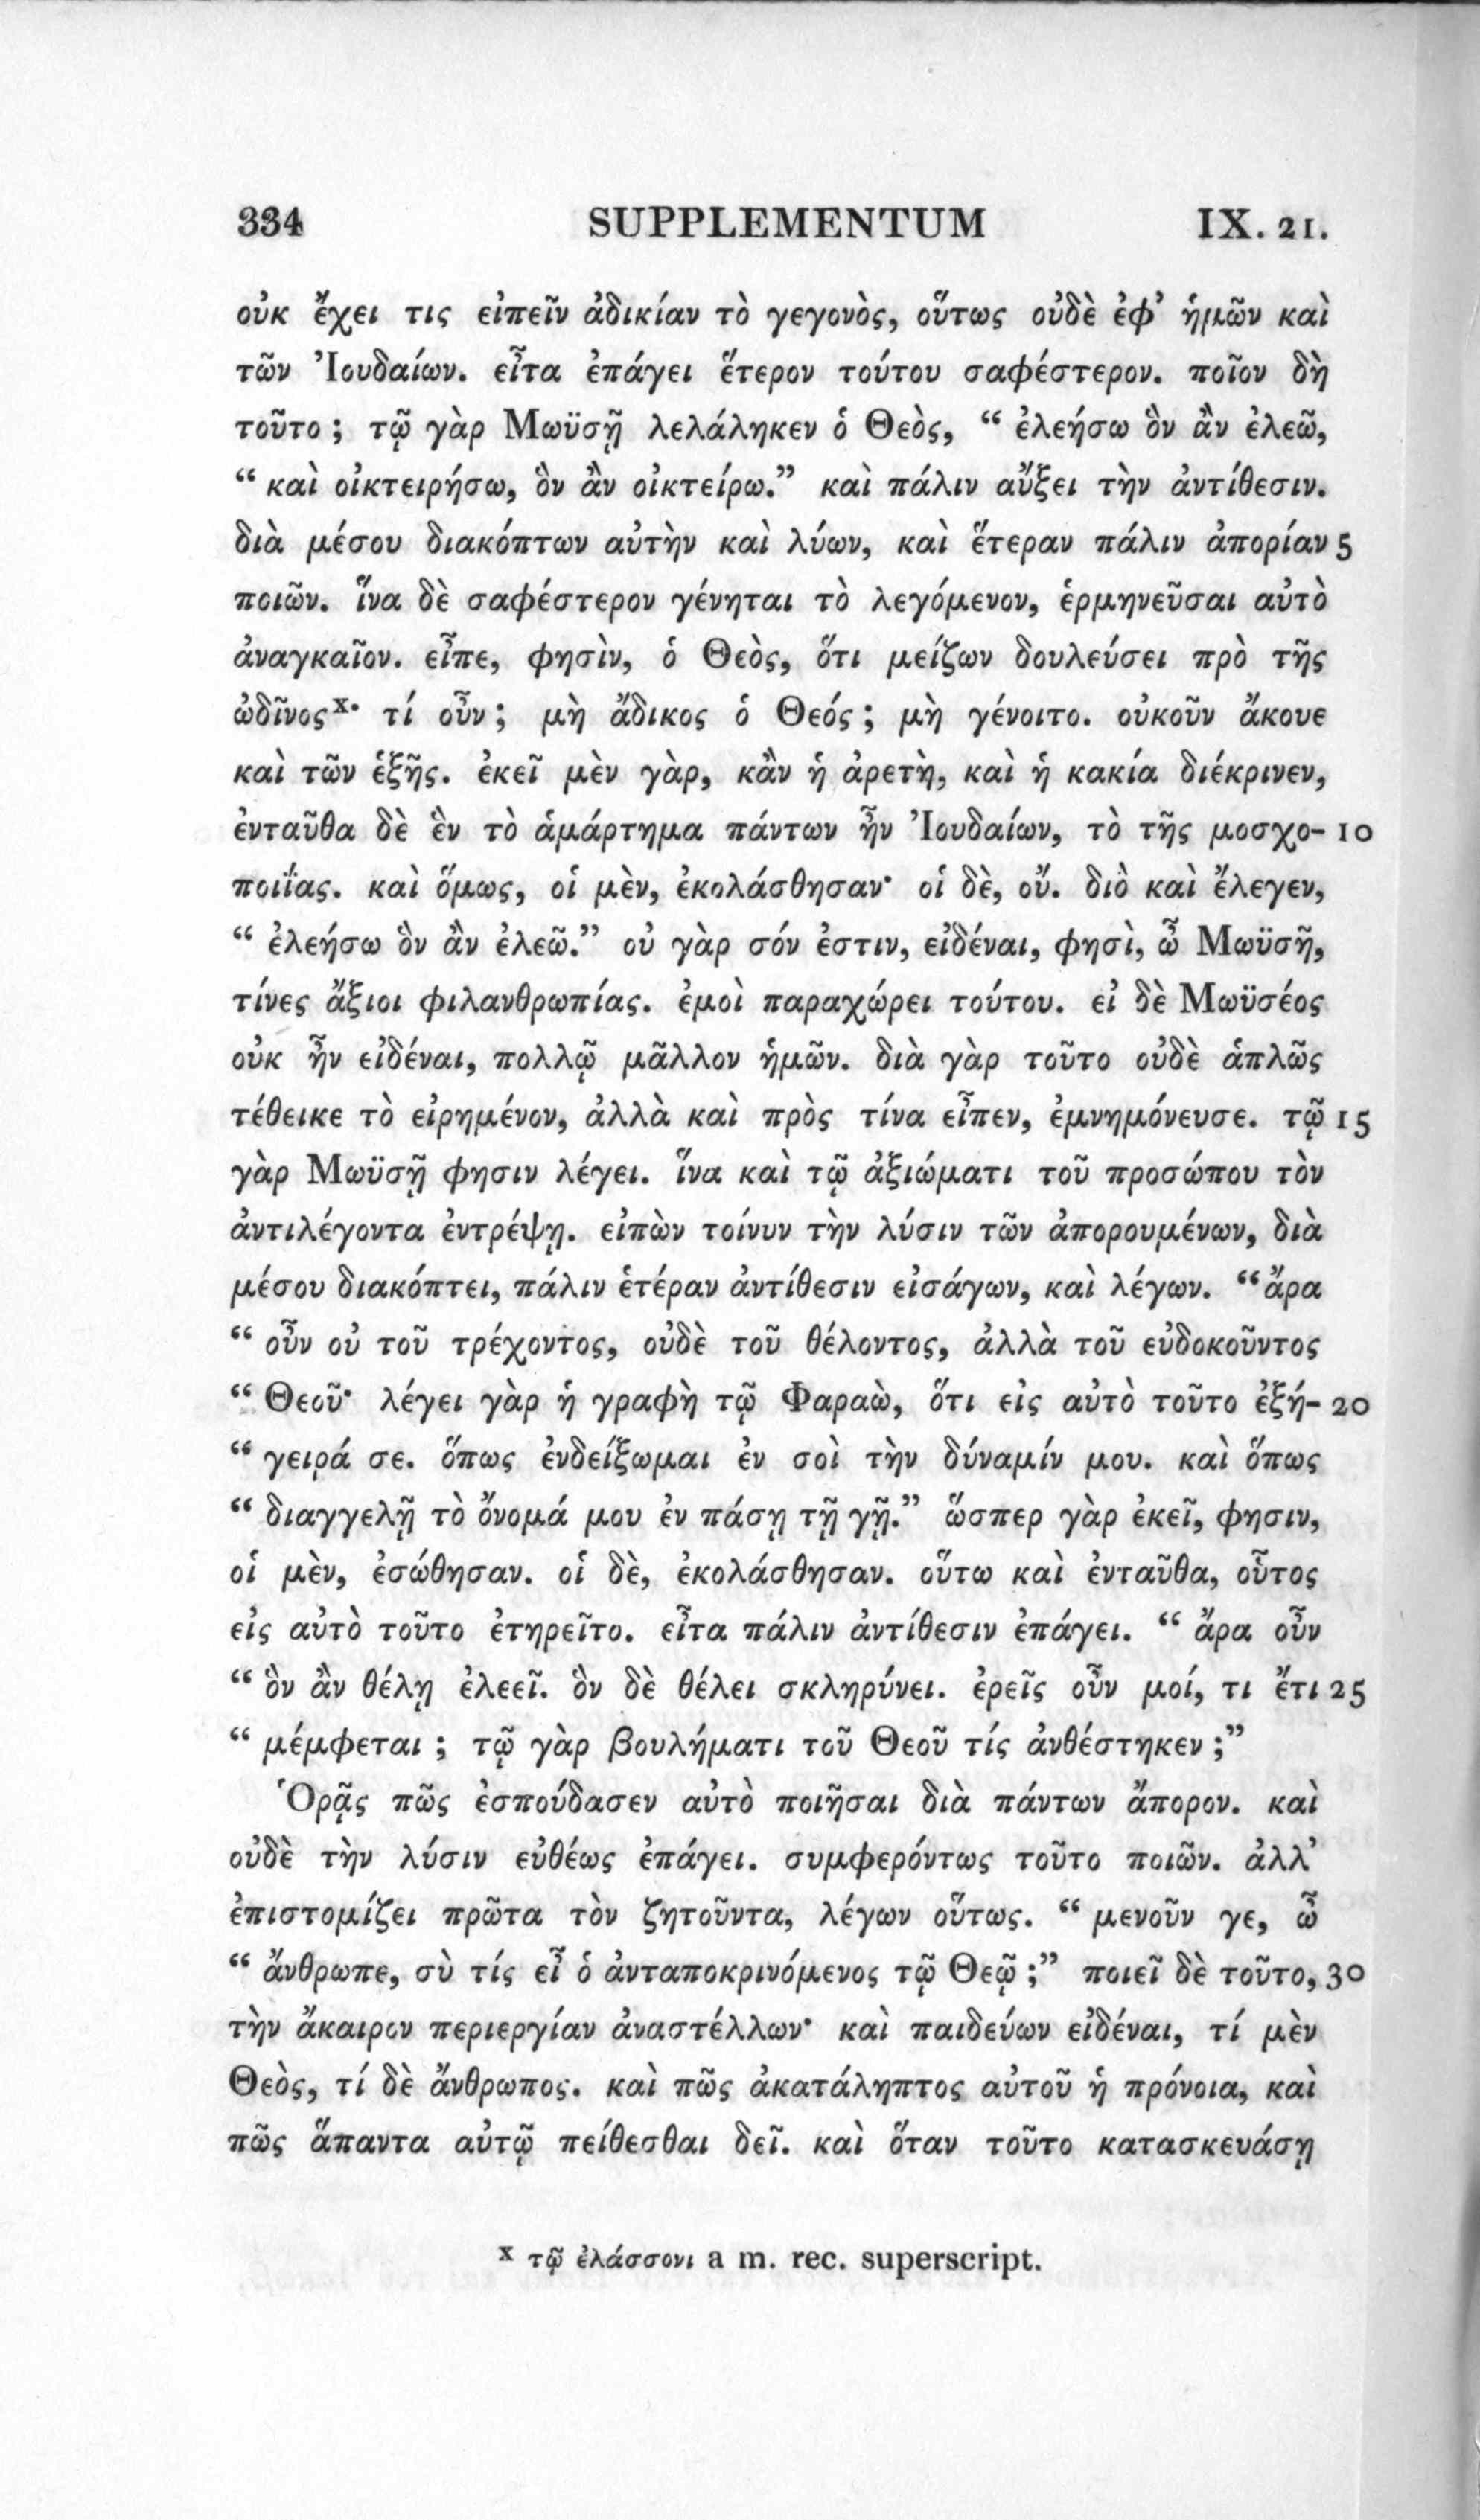 334 SUPPLEMENTUM IX. 21.
οὐκ ἔχει τις εἰπεῖν ἀδικίαν τὸ γεγονὸς, οὕτως οὐδὲ ἐφ’ ἡμῶν καὶ
τῶν Ἰουδαίων. εἶτα ἐπάγει ἕτερον τούτου σαφέστερον. ποῖον δὴ
τοῦτο ; τῷ γὰρ Μωϋσῇ λελάληκεν ὁ Θεὸς, “ ἐλεήσω ὃν ἂν ἐλεῶ,
“ καὶ οἰκτειρήσω, ὃν ἂν οἰκτείρω.” καὶ πάλιν αὔξει τὴν ἀντίθεσιν.
διὰ μέσου διακόπτων αὐτὴν καὶ λύων, καὶ ἕτεραν πάλιν ἀπορίαν 5
ποιῶν. ἵνα δὲ σαφέστερον γένηται τὸ λεγόμενον, ἑρμηνεῦσαι αὐτὸ
ἀναγκαῖον. εἶπε, φησὶν, ὁ Θεὸς, ὅτι μείζων δουλεύσει πρὸ τῆς
ὠδῖνοςˣ· τί οὖν ; μὴ ἄδικος ὁ Θεός ; μὴ γένοιτο. οὐκοῦν ἄκουε
καὶ τῶν ἑξῆς. ἐκεῖ μὲν γὰρ, κἂν ἡ ἀρετὴ, καὶ ἡ κακία διέκρινεν,
ἐνταῦθα δὲ ἓν τὸ ἁμάρτημα πάντων ἦν Ἰουδαίων, τὸ τῆς μοσχο- 10
ποιΐας. καὶ ὅμως, οἱ μὲν, ἐκολάσθησαν· οἱ δὲ, οὔ. διὸ καὶ ἔλεγεν,
“ ἐλεήσω ὃν ἂν ἐλεῶ.” οὐ γὰρ σόν ἐστιν, εἰδέναι, φησὶ, ὦ Μωϋσῆ,
τίνες ἄξιοι φιλανθρωπίας. ἐμοὶ παραχώρει τούτου. εἰ δὲ Μωϋσέος
οὐκ ἦν εἰδέναι, πολλῷ μᾶλλον ἡμῶν. διὰ γὰρ τοῦτο οὐδὲ ἁπλῶς
τέθεικε τὸ εἰρημένον, ἀλλὰ καὶ πρὸς τίνα εἶπεν, ἐμνημόνευσε. τῷ 15
γὰρ Μωϋσῇ φησιν λέγει. ἵνα καὶ τῷ ἀξιώματι τοῦ προσώπου τὸν
ἀντιλέγοντα ἐντρέψῃ. εἰπὼν τοίνυν τὴν λύσιν τῶν ἀπορουμένων, διὰ
μέσου διακόπτει, πάλιν ἑτέραν ἀντίθεσιν εἰσάγων, καὶ λέγων. “ ἄρα
“ οὖν οὐ τοῦ τρέχοντος, οὐδὲ τοῦ θέλοντος, ἀλλὰ τοῦ εὐδοκοῦντος
“ Θεοῦ· λέγει γὰρ ἡ γραφὴ τῷ Φαραὼ, ὅτι εἰς αὐτὸ τοῦτο ἐξή- 20
“ γειρά σε. ὅπως ἐνδείξωμαι ἐν σοὶ τὴν δύναμίν μου. καὶ ὅπως
“ διαγγελῇ τὸ ὄνομά μου ἐν πάσῃ τῇ γῇ.” ὥσπερ γὰρ ἐκεῖ, φησιν,
οἱ μὲν, ἐσώθησαν. οἱ δὲ, ἐκολάσθησαν. οὕτω καὶ ἐνταῦθα, οὗτος
εἰς αὐτὸ τοῦτο ἐτηρεῖτο. εἶτα πάλιν ἀντίθεσιν ἐπάγει. “ ἄρα οὖν
“ ὃν ἂν θέλῃ ἐλεεῖ. ὃν δὲ θέλει σκληρύνει. ἐρεῖς οὖν μοί, τι ἔτι 25
“ μέμφεται ; τῷ γὰρ βουλήματι τοῦ Θεοῦ τίς ἀνθέστηκεν ;”
Ὁρᾷς πῶς ἐσπούδασεν αὐτὸ ποιῆσαι διὰ πάντων ἄπορον. καὶ
οὐδὲ τὴν λύσιν εὐθέως ἐπάγει. συμφερόντως τοῦτο ποιῶν. ἀλλ’
ἐπιστομίζει πρῶτα τὸν ζητοῦντα, λέγων οὕτως. “ μενοῦν γε, ὦ
“ ἄνθρωπε, σὺ τίς εἶ ὁ ἀνταποκρινόμενος τῷ Θεῷ ;” ποιεῖ δὲ τοῦτο, 30
τὴν ἄκαιρον περιεργίαν ἀναστέλλων· καὶ παιδεύων εἰδέναι, τί μὲν
Θεὸς, τί δὲ ἄνθρωπος. καὶ πῶς ἀκατάληπτος αὐτοῦ ἡ πρόνοια, καὶ
πῶς ἅπαντα αὐτῷ πείθεσθαι δεῖ. καὶ ὅταν τοῦτο κατασκευάσῃ
ˣ τῷ ἐλάσσονι a m. rec. superscript.